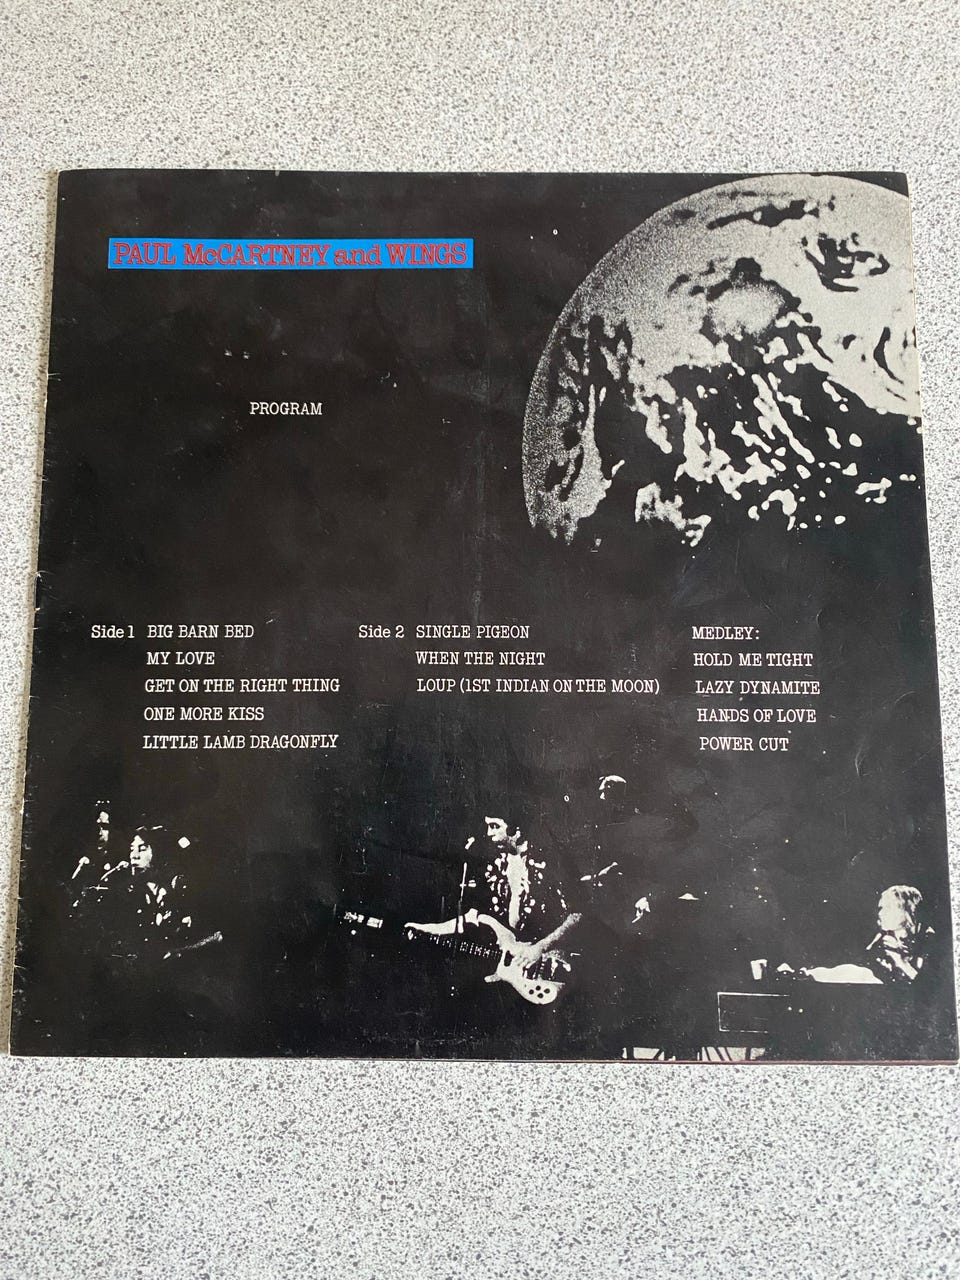 PAUL McCARTNEY and WINGS
PROGRAM
Side 1 BIG BARN BED
MY LOVE
GET ON THE RIGHT THING
ONE MORE KISS
LITTLE LAMB DRAGONFLY
Side 2 SINGLE PIGEON
WHEN THE NIGHT
LOUP (1ST INDIAN ON THE MOON)
MEDLEY:
HOLD ME TIGHT
LAZY DYNAMITE
HANDS OF LOVE
POWER CUT